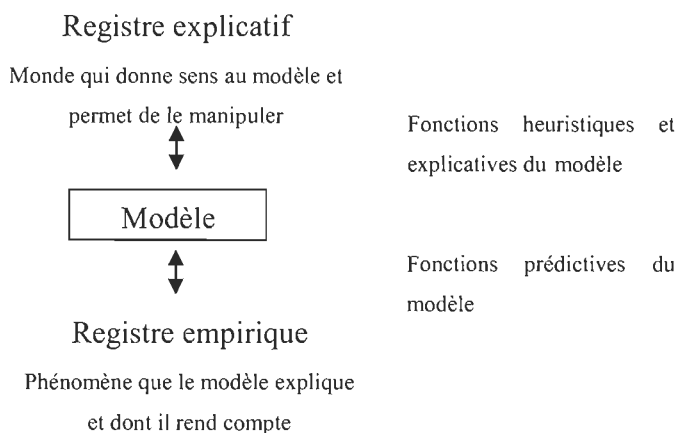 Registre explicatif
Monde qui donne sens au modèle et
permet de le manipuler
Fonctions heuristiques et
explicatives du modèle
Modèle
Fonctions prédictives du
modèle
Registre empirique
Phénomène que le modèle explique
et dont il rend compte